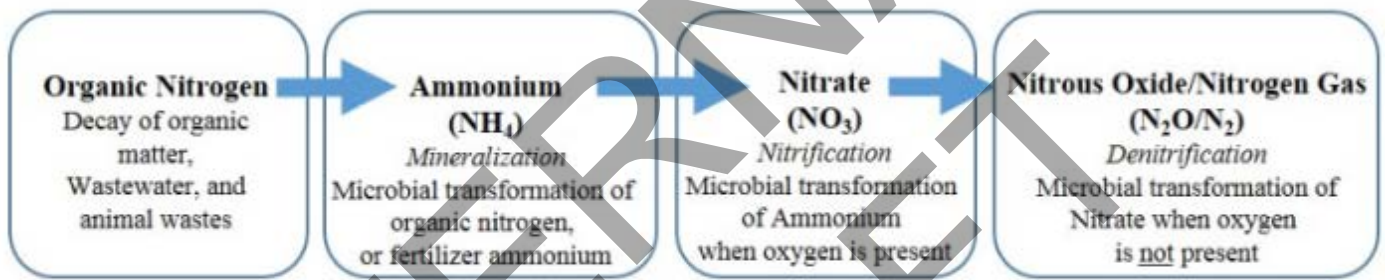 Organic Nitrogen
Decay of organic
matter,
Wastewater, and
animal wastes
Ammonium
(NH₄)
Mineralization
Microbial transformation of
organic nitrogen,
or fertilizer ammonium
Nitrate
(NO₃)
Nitrification
Microbial transformation
of Ammonium
when oxygen is present
Nitrous Oxide/Nitrogen Gas
(N₂O/N₂)
Denitrification
Microbial transformation of
Nitrate when oxygen
is not present